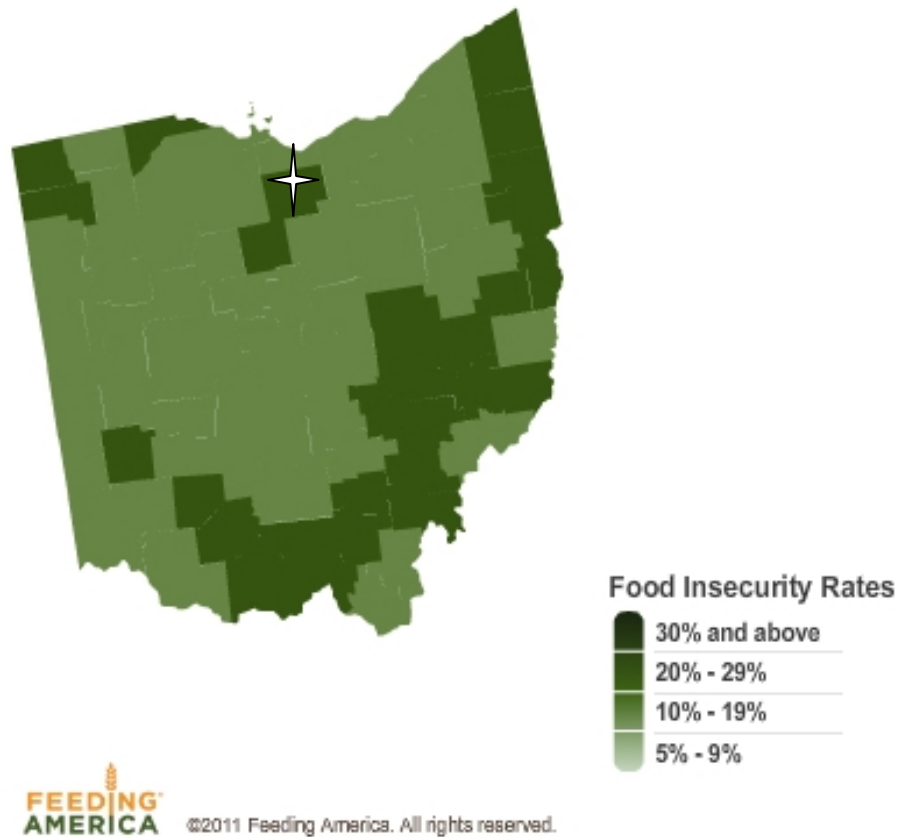 Food Insecurity Rates
30% and above
20% - 29%
10% - 19%
5% - 9%
FEEDING
AMERICA
©2011 Feeding America. All rights reserved.